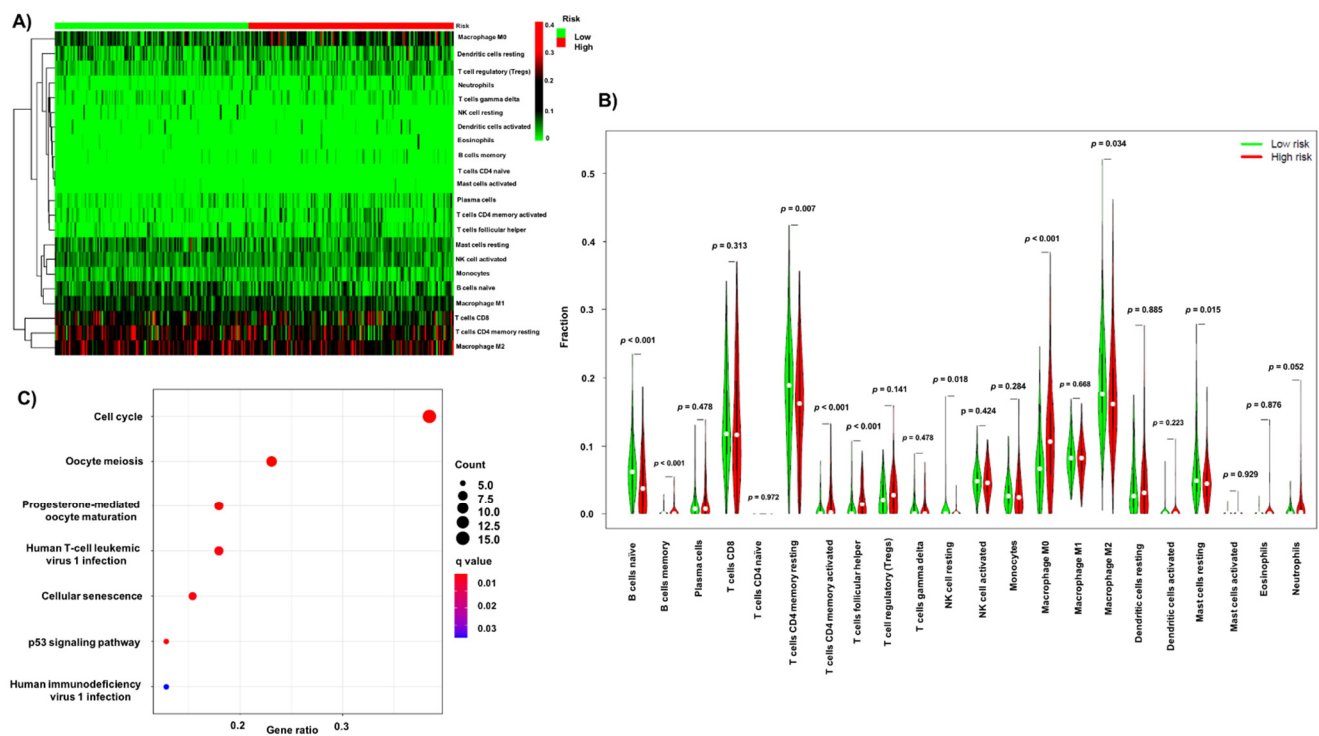 A)
Risk
Macrophage M0
Dendritic cells resting
T cell regulatory (Tregs)
Neutrophils
T cells gamma delta
NK cell resting
Dendritic cells activated
Eosinophils
B cells memory
T cells CD4 naïve
Mast cells activated
Plasma cells
T cells CD4 memory activated
T cells follicular helper
Mast cells resting
NK cell activated
Monocytes
B cells naïve
Macrophage M1
T cells CD8
T cells CD4 memory resting
Macrophage M2
0.4
0.3
0.2
0.1
0
Risk
Low
High
B)
Low risk
High risk
Fraction
0.5
0.4
0.3
0.2
0.1
0.0
p < 0.001
p < 0.001
p = 0.478
p = 0.313
p = 0.972
p = 0.007
p < 0.001
p < 0.001
p = 0.141
p = 0.478
p = 0.018
p = 0.424
p = 0.284
p < 0.001
p = 0.668
p = 0.034
p = 0.885
p = 0.223
p = 0.015
p = 0.929
p = 0.876
p = 0.052
B cells naïve
B cells memory
Plasma cells
T cells CD8
T cells CD4 naïve
T cells CD4 memory resting
T cells CD4 memory activated
T cells follicular helper
T cell regulatory (Tregs)
T cells gamma delta
NK cell resting
NK cell activated
Monocytes
Macrophage M0
Macrophage M1
Macrophage M2
Dendritic cells resting
Dendritic cells activated
Mast cells resting
Mast cells activated
Eosinophils
Neutrophils
C)
Cell cycle
Oocyte meiosis
Progesterone-mediated
oocyte maturation
Human T-cell leukemic
virus 1 infection
Cellular senescence
p53 signaling pathway
Human immunodeficiency
virus 1 infection
0.2
0.3
Gene ratio
Count
5.0
7.5
10.0
12.5
15.0
q value
0.01
0.02
0.03